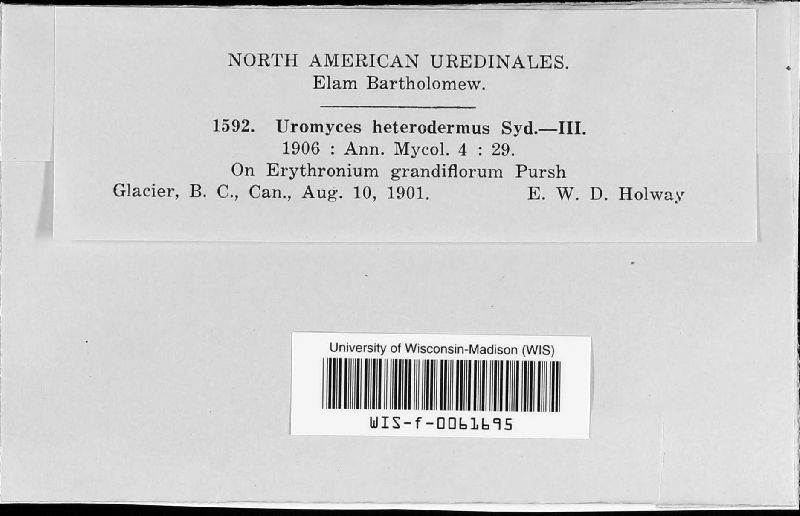 NORTH AMERICAN UREDINALES.
Elam Bartholomew.
1592. Uromyces heterodermus Syd.—III.
1906 : Ann. Mycol. 4 : 29.
On Erythronium grandiflorum Pursh
Glacier, B. C., Can., Aug. 10, 1901. E. W. D. Holway
University of Wisconsin-Madison (WIS)
WIS-f-0061695